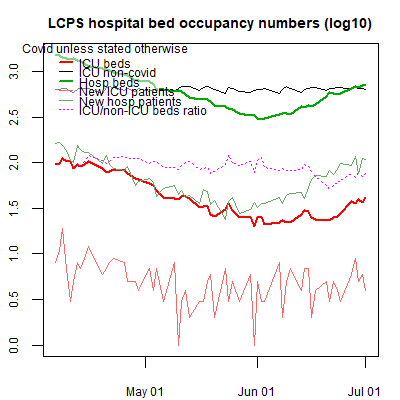 LCPS hospital bed occupancy numbers (log10)
Covid unless stated otherwise
ICU beds
ICU non-covid
Hosp beds
New ICU patients
New hosp patients
ICU/non-ICU beds ratio
3.0
2.5
2.0
1.5
1.0
0.5
0.0
May 01
Jun 01
Jul 01